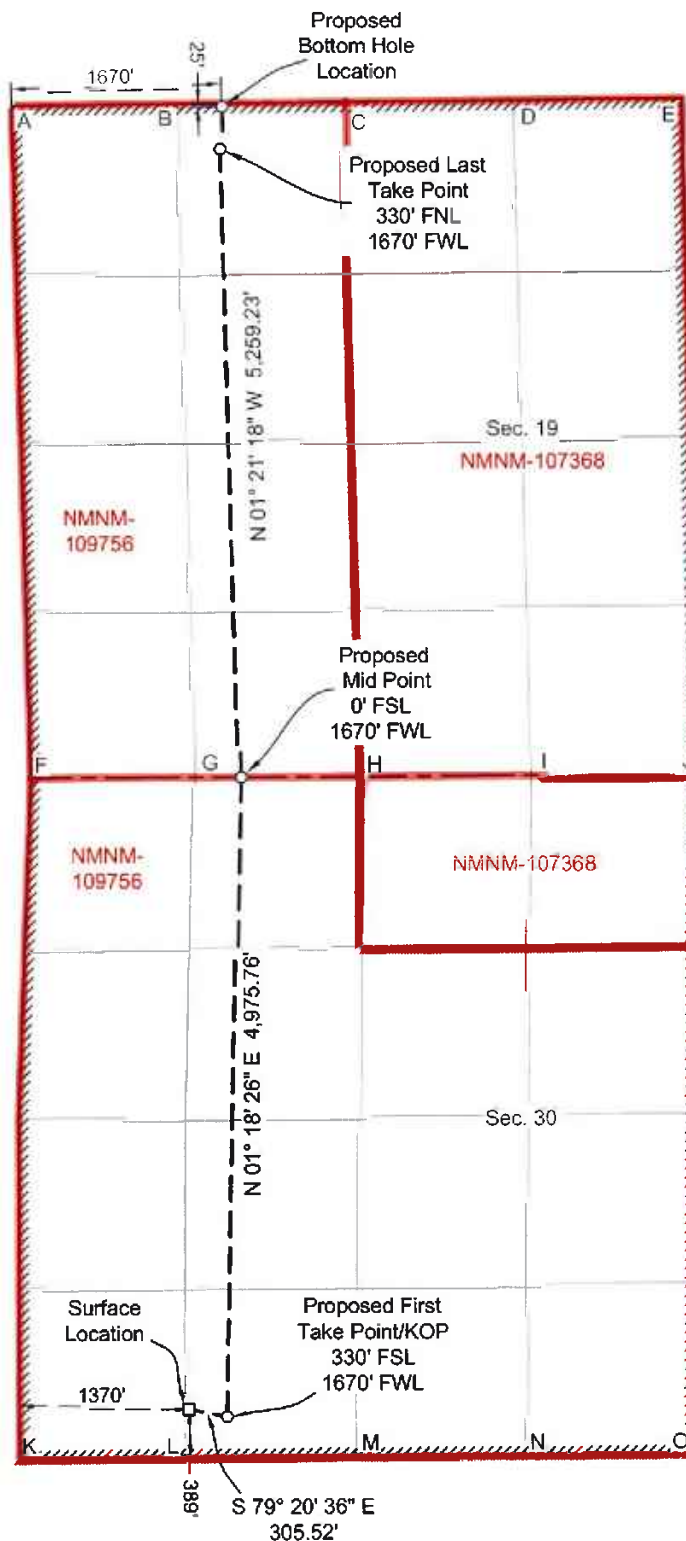 Proposed
Bottom Hole
Location
25'
1670'
A
B
C
D
E
Proposed Last
Take Point
330' FNL
1670' FWL
N 01° 21' 18" W 5,259.23'
Sec. 19
NMNM-107368
NMNM-
109756
Proposed
Mid Point
0' FSL
1670' FWL
F
G
H
I
NMNM-
109756
NMNM-107368
N 01° 18' 26" E 4,975.76'
Sec. 30
Surface
Location
Proposed First
Take Point/KOP
330' FSL
1670' FWL
1370'
K
L
M
N
O
389'
S 79° 20' 36" E
305.52'